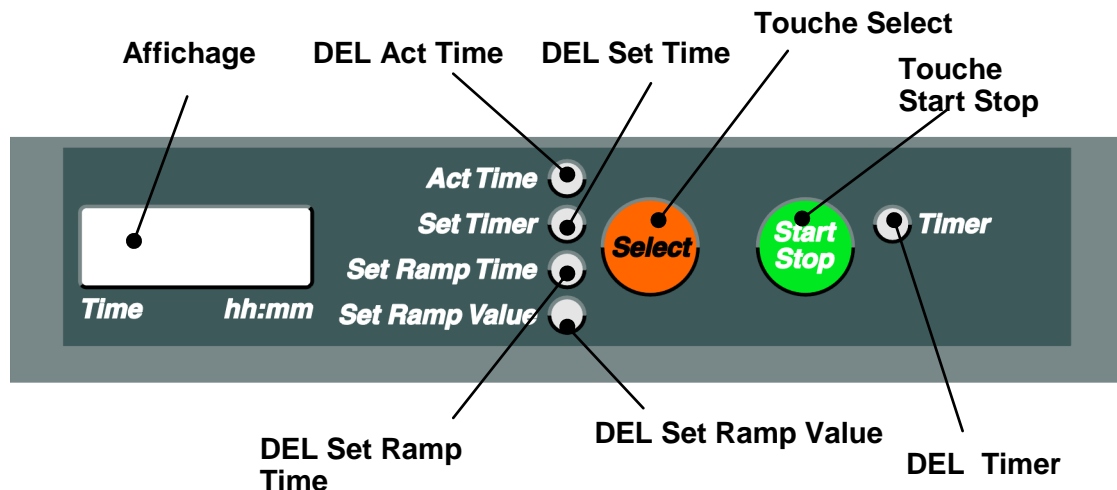 Touche Select
Affichage
DEL Act Time
DEL Set Time
Touche
Start Stop
Act Time
Set Timer
Select
Start
Stop
Timer
Set Ramp Time
Time
hh:mm
Set Ramp Value
DEL Set Ramp
Time
DEL Set Ramp Value
DEL Timer